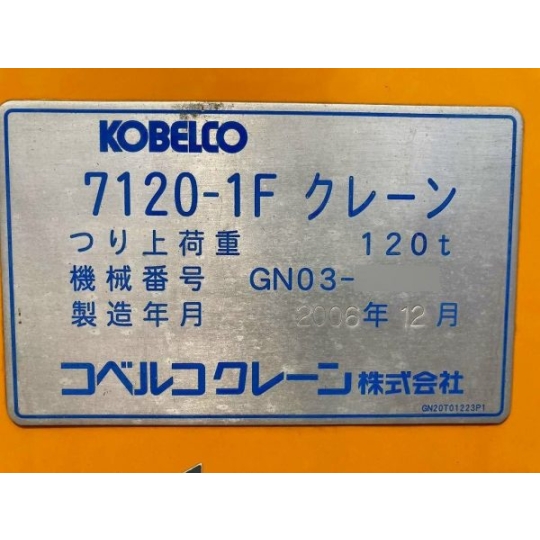 KOBELCO
7120-1F クレーン
つり上荷重 120t
機械番号 GN03-
製造年月 2006年 12月
コベルコクレーン株式会社
GN20T01223P1